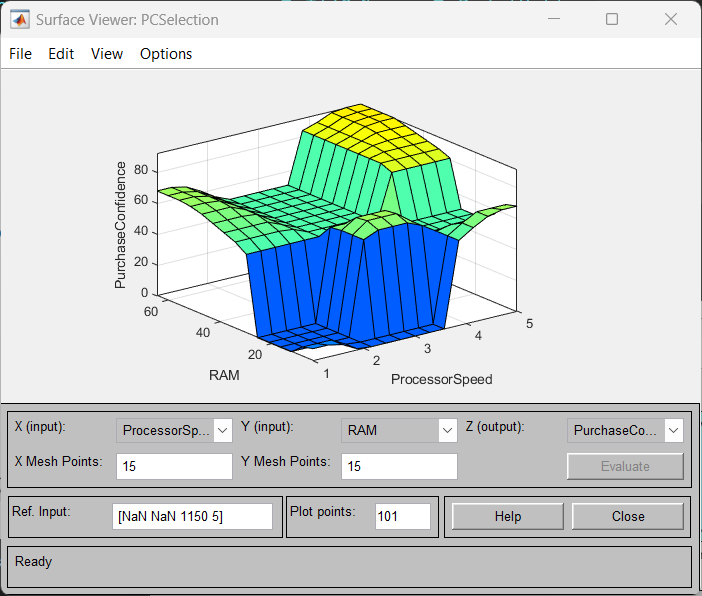 Surface Viewer: PCSelection
File Edit View Options
PurchaseConfidence
80
60
40
20
0
60
40
20
RAM
1
2
3
4
5
ProcessorSpeed
X (input): ProcessorSp... Y (input): RAM Z (output): PurchaseCo...
X Mesh Points: 15 Y Mesh Points: 15 Evaluate
Ref. Input: [NaN NaN 1150 5] Plot points: 101 Help Close
Ready